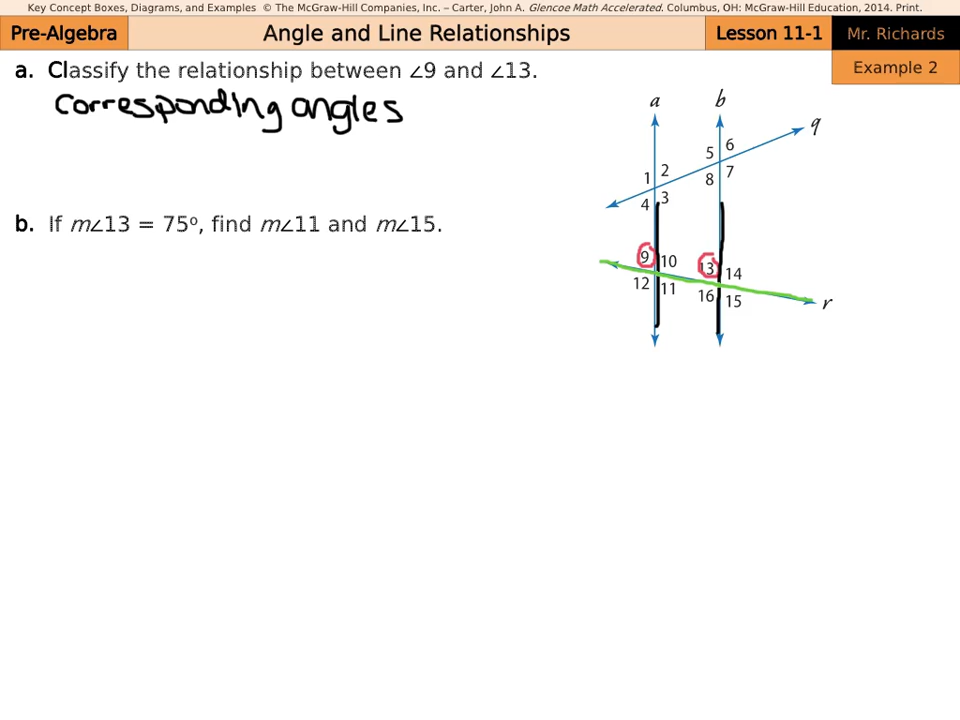 Key Concept Boxes, Diagrams, and Examples © The McGraw-Hill Companies, Inc. – Carter, John A. Glencoe Math Accelerated. Columbus, OH: McGraw-Hill Education, 2014. Print.
Pre-Algebra
Angle and Line Relationships
Lesson 11-1
Mr. Richards
Example 2
a. Classify the relationship between ∠9 and ∠13.
corresponding angles
b. If m∠13 = 75º, find m∠11 and m∠15.
a b q
5 6
1 2 8 7
4 3
9 10 13 14
12 11 16 15 r